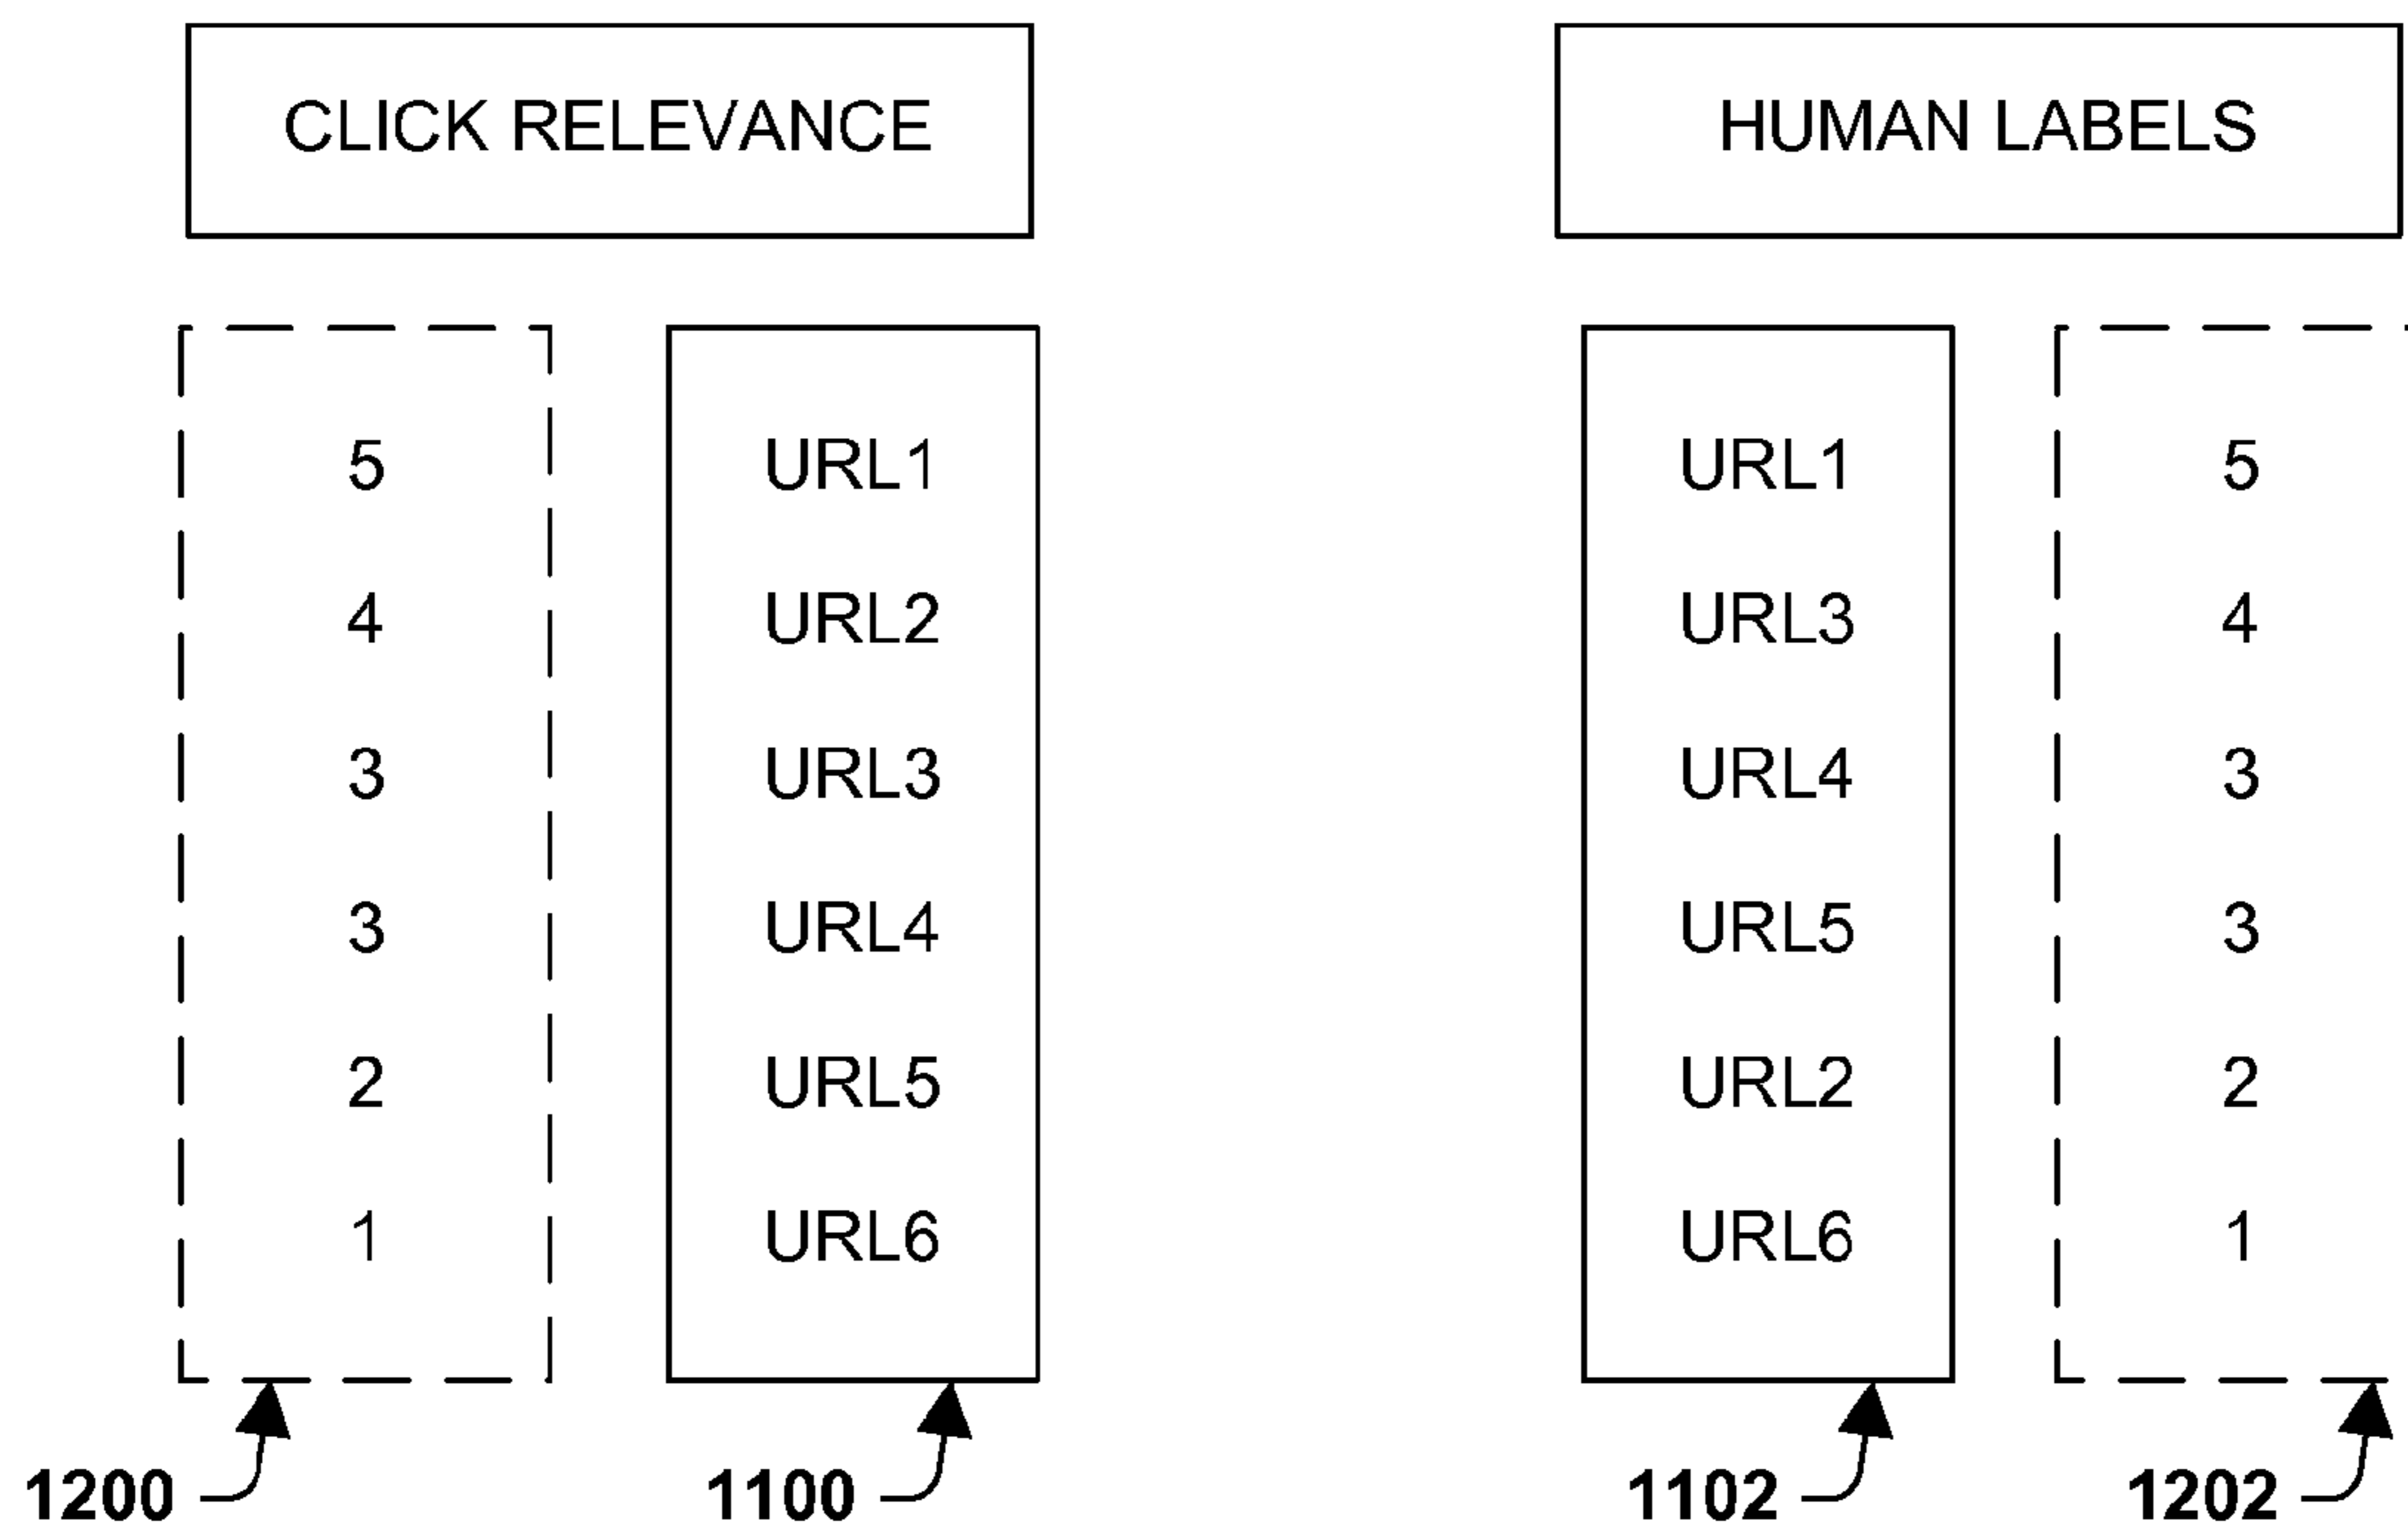 CLICK RELEVANCE HUMAN LABELS
5 URL1 URL1 5
4 URL2 URL3 4
3 URL3 URL4 3
3 URL4 URL5 3
2 URL5 URL2 2
1 URL6 URL6 1
1200 1100 1102 1202